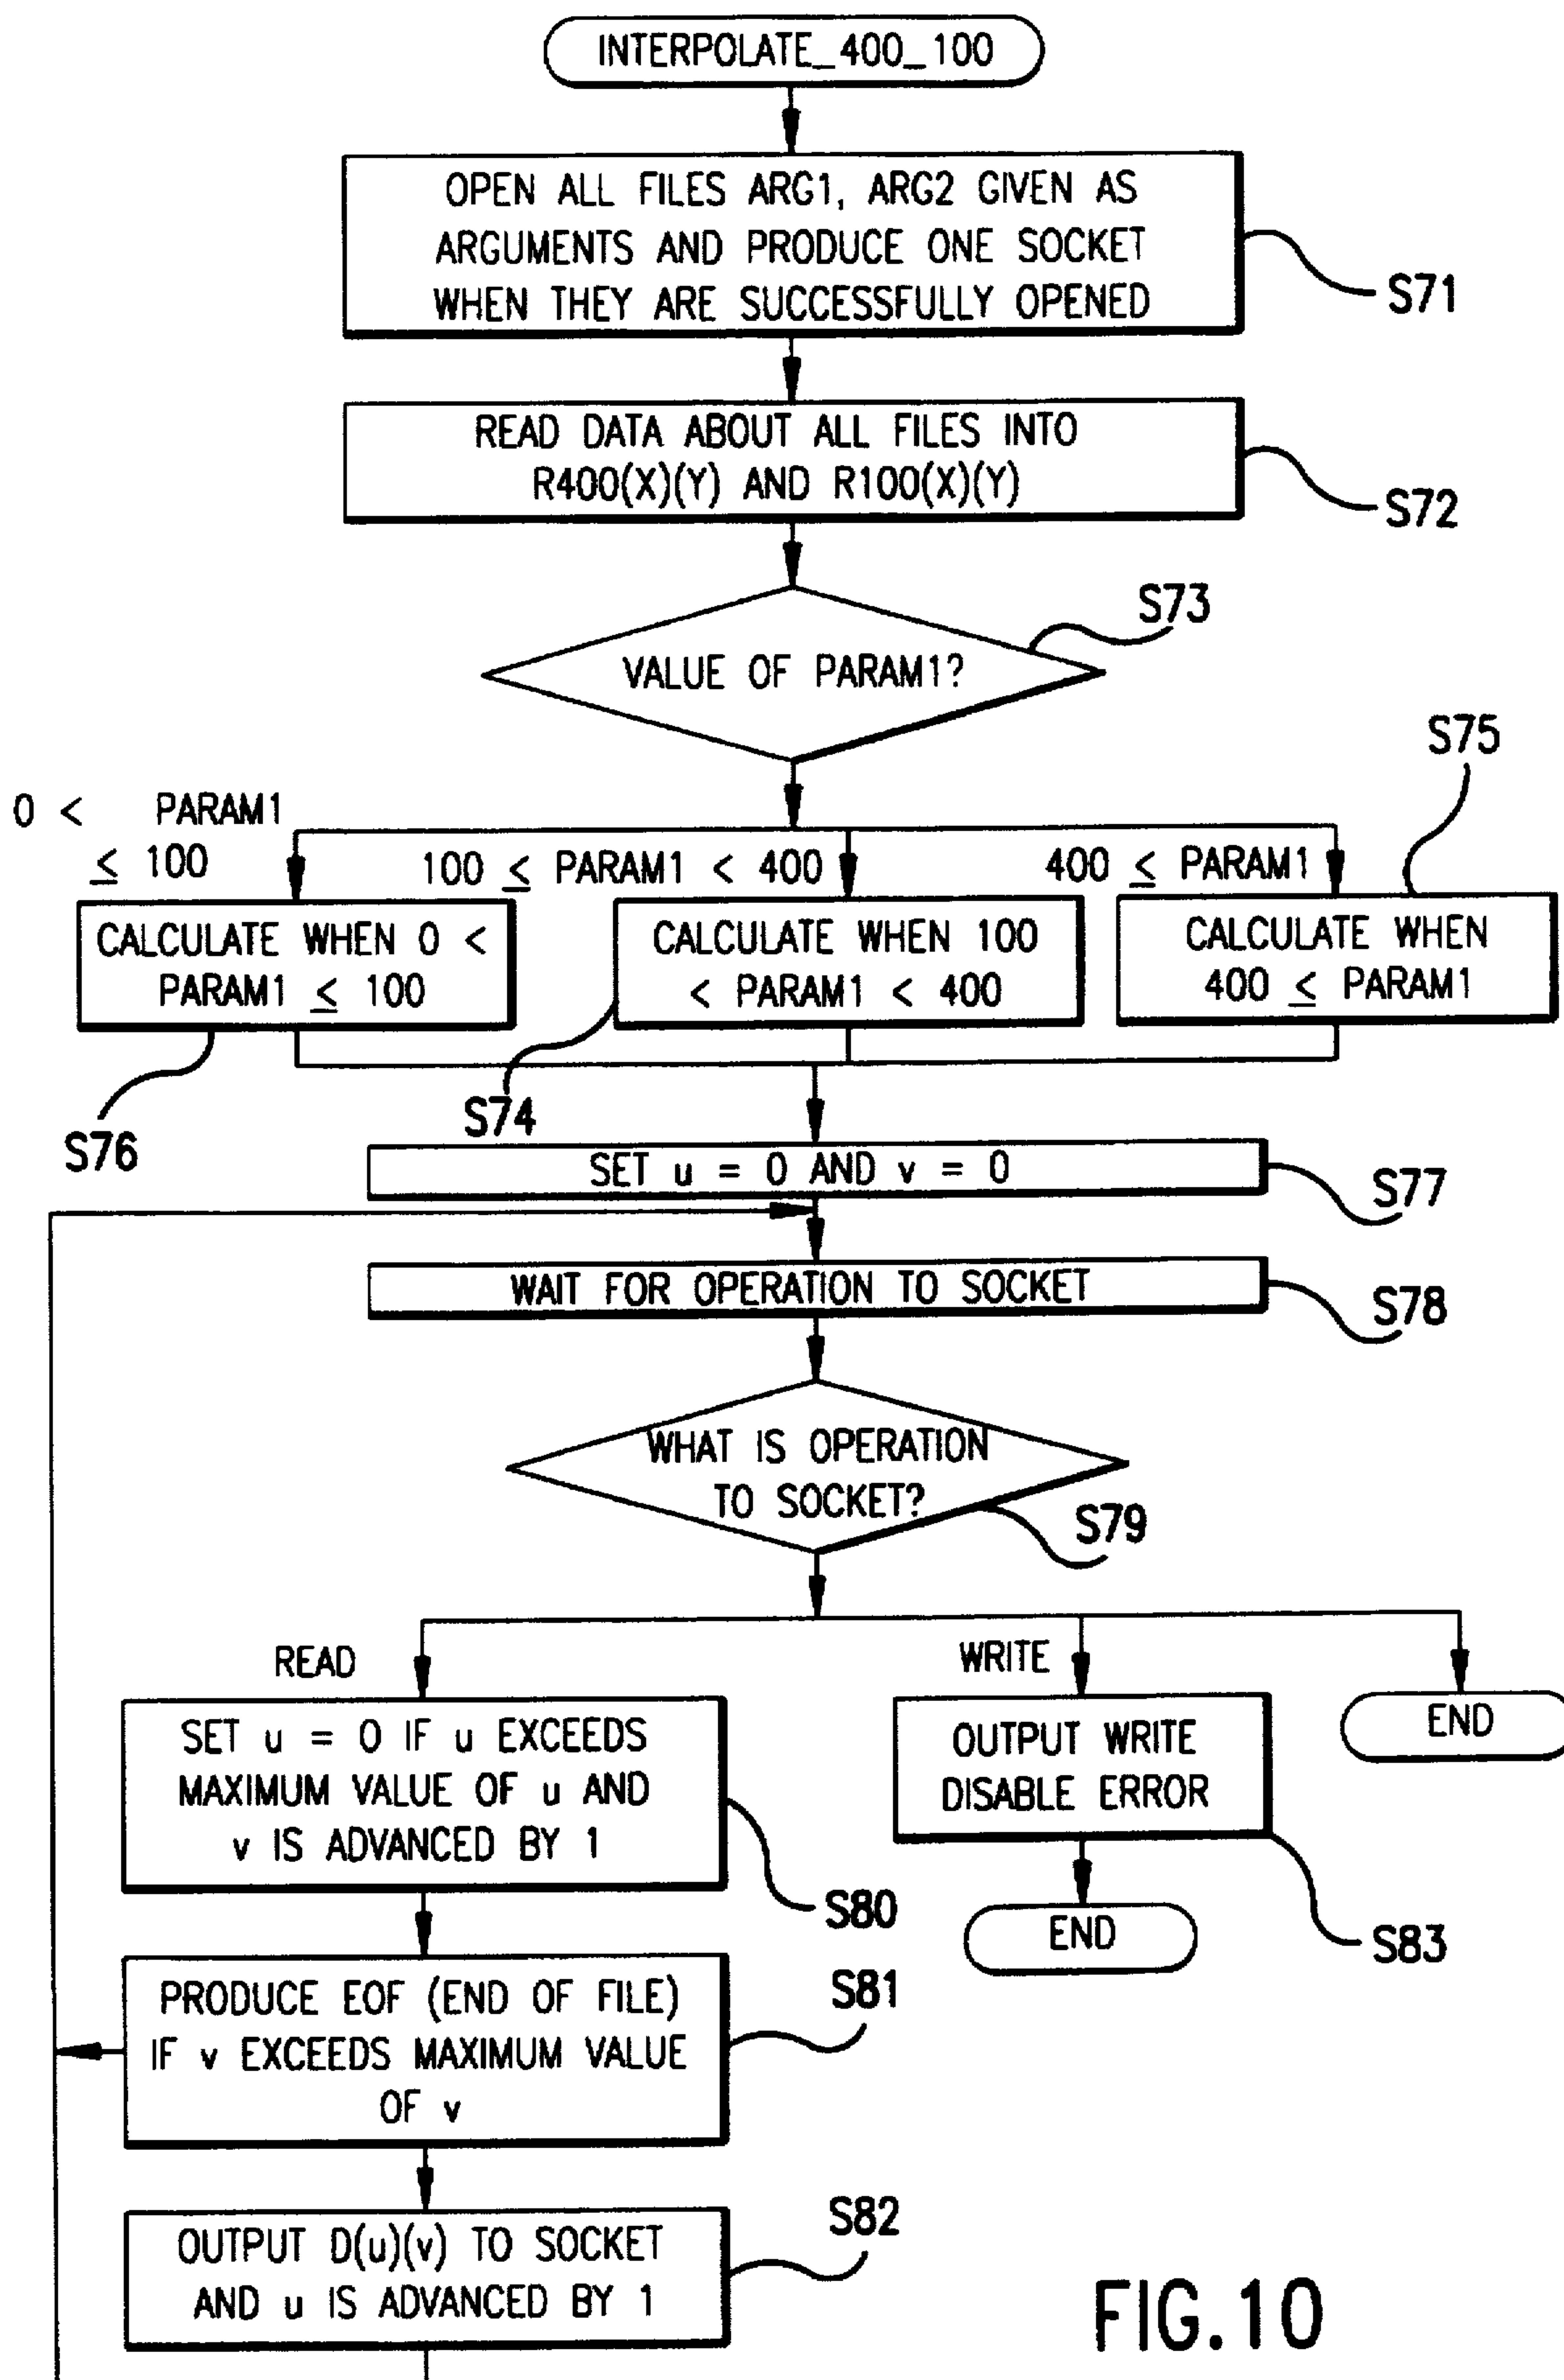 INTERPOLATE_400_100
OPEN ALL FILES ARG1, ARG2 GIVEN AS
ARGUMENTS AND PRODUCE ONE SOCKET
WHEN THEY ARE SUCCESSFULLY OPENED
S71
READ DATA ABOUT ALL FILES INTO
R400(X)(Y) AND R100(X)(Y)
S72
S73
VALUE OF PARAM1?
S75
0 < PARAM1
≤ 100
100 ≤ PARAM1 < 400
400 ≤ PARAM1
CALCULATE WHEN 0 <
PARAM1 ≤ 100
CALCULATE WHEN 100
< PARAM1 < 400
CALCULATE WHEN
400 ≤ PARAM1
S76
S74
SET u = 0 AND v = 0
S77
WAIT FOR OPERATION TO SOCKET
S78
WHAT IS OPERATION
TO SOCKET?
S79
READ
WRITE
SET u = 0 IF u EXCEEDS
MAXIMUM VALUE OF u AND
v IS ADVANCED BY 1
S80
OUTPUT WRITE
DISABLE ERROR
END
END
S83
PRODUCE EOF (END OF FILE)
IF v EXCEEDS MAXIMUM VALUE
OF v
S81
OUTPUT D(u)(v) TO SOCKET
AND u IS ADVANCED BY 1
S82
FIG.10